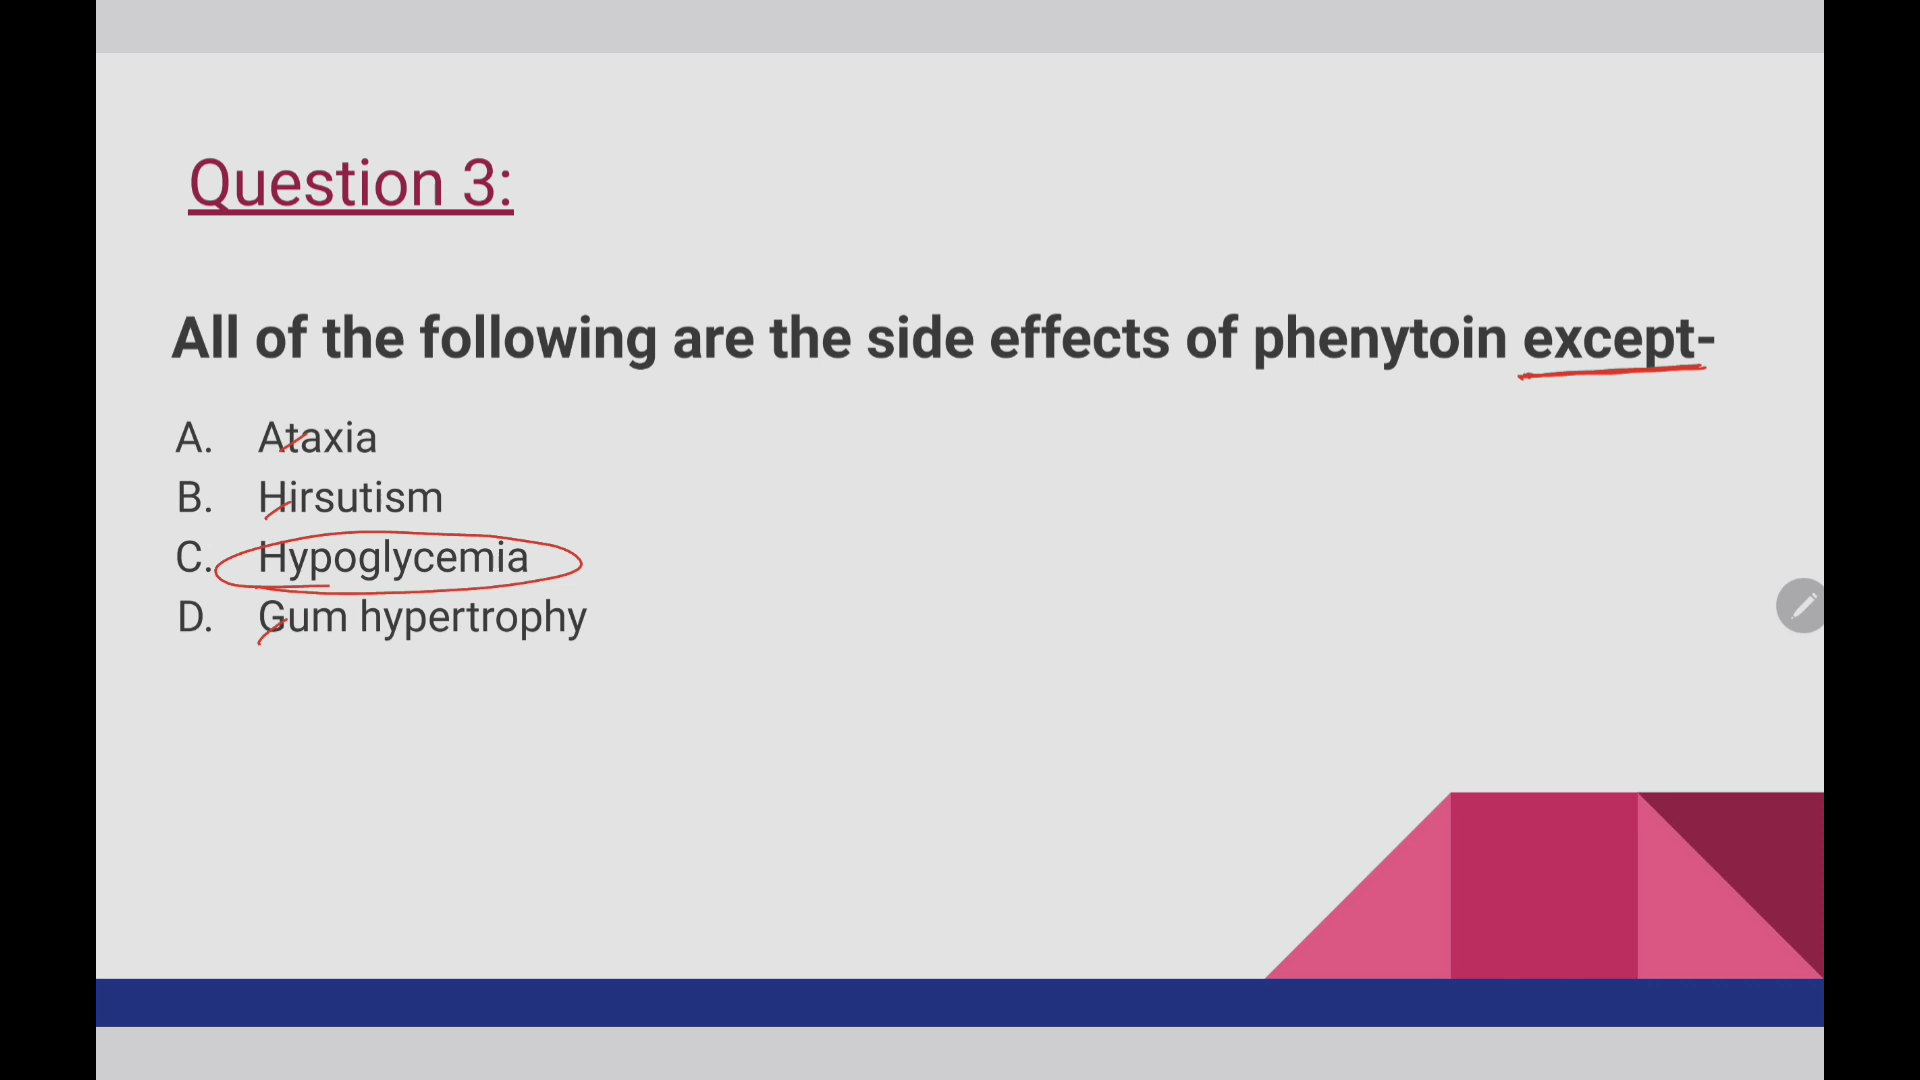 Question 3:
All of the following are the side effects of phenytoin except-
A. Ataxia
B. Hirsutism
C. Hypoglycemia
D. Gum hypertrophy